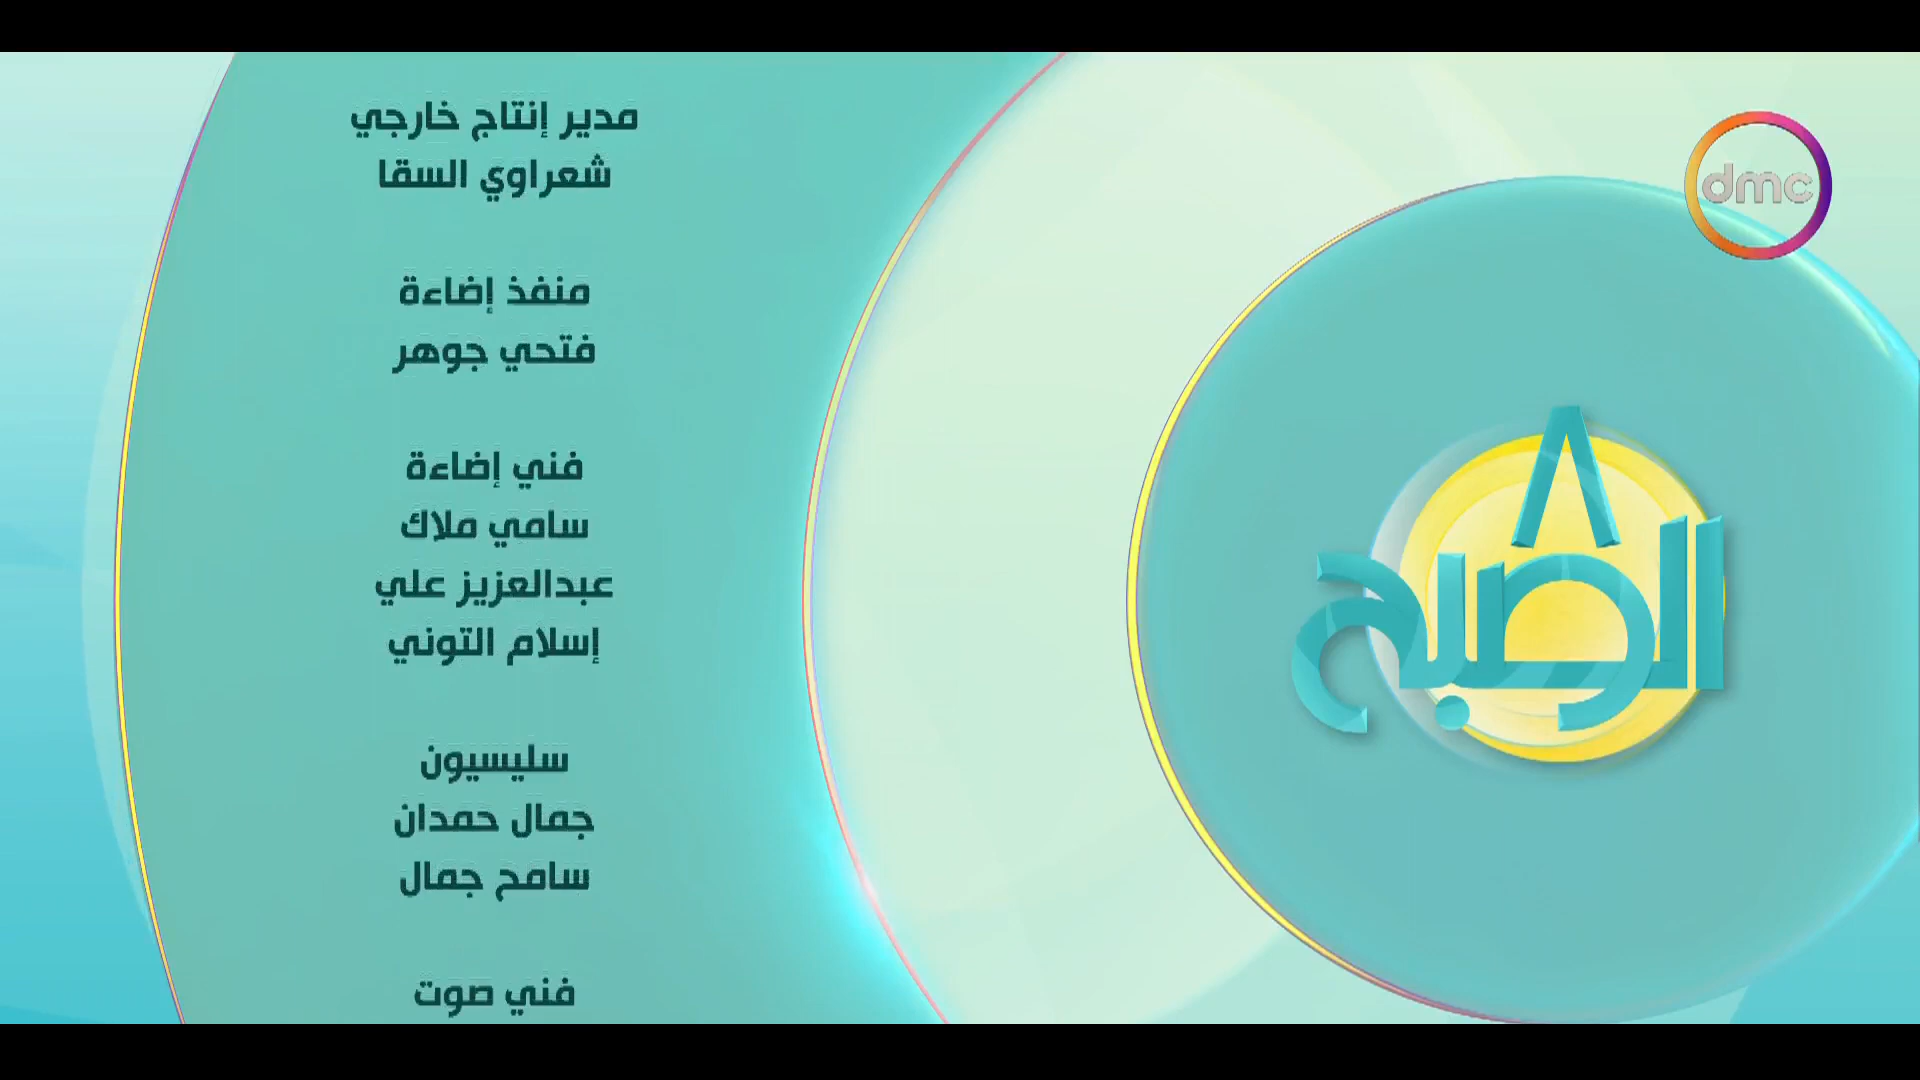 مدير إنتاج خارجي
شعراوي السقا
منفذ إضاءة
فتحي جوهر
فني إضاءة
سامي ملاك
عبدالعزيز علي
إسلام التوني
سليسيون
جمال حمدان
سامح جمال
فني صوت
dmc
٨
الصبح